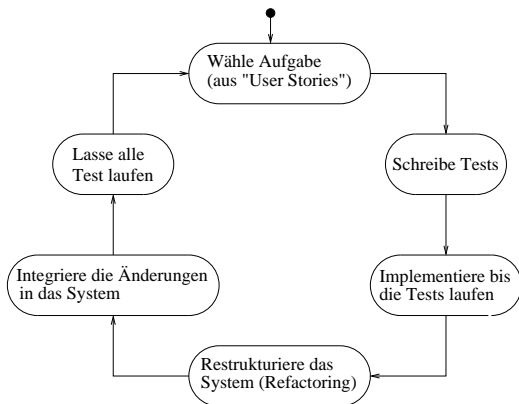 Wähle Aufgabe
(aus "User Stories")
Schreibe Tests
Implementiere bis
die Tests laufen
Restrukturiere das
System (Refactoring)
Integriere die Änderungen
in das System
Lasse alle
Test laufen